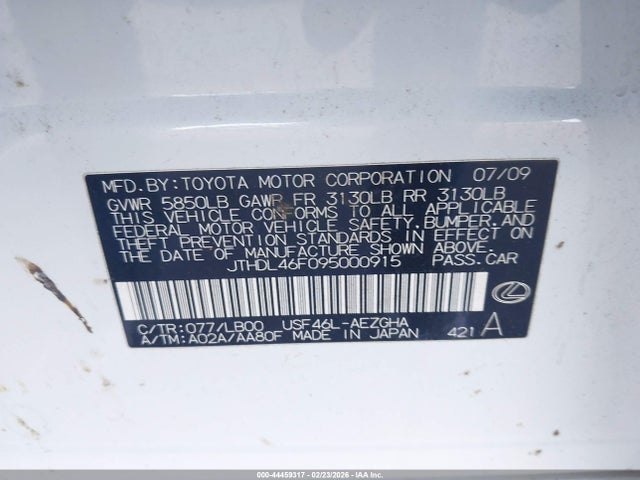 MFD.BY:TOYOTA MOTOR CORPORATION 07/09
GVWR 5850LB GAWR FR 3130LB RR 3130LB
THIS VEHICLE CONFORMS TO ALL APPLICABLE
FEDERAL MOTOR VEHICLE SAFETY,BUMPER,AND
THEFT PREVENTION STANDARDS IN EFFECT ON
THE DATE OF MANUFACTURE SHOWN ABOVE.
JTHDL46F095000915 PASS.CAR
C/TR:077/LB00 USF46L-AEZGHA
A/TM:A02A/AA80F MADE IN JAPAN 421 A
000-44459317 - 02/23/2026 - IAAI.COM